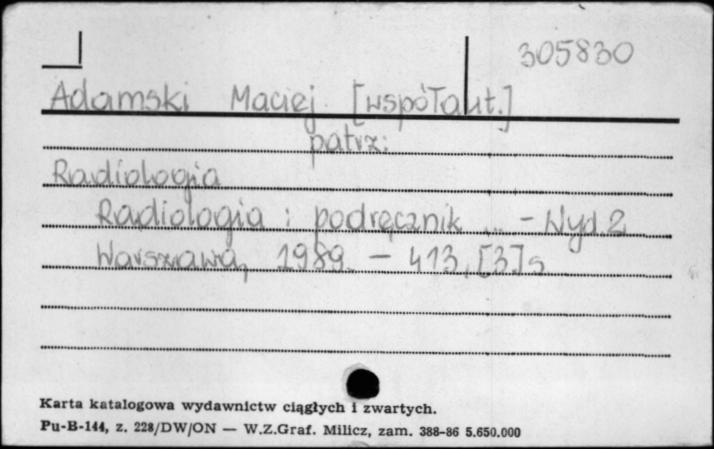 305830
Adamski Maciej [współaut.]
patrz:
Radiologia
Radiologia : podręcznik ... - Wyd. 2
Warszawa, 1989. - 413, [3] s
Karta katalogowa wydawnictw ciągłych i zwartych.
Pu-B-144, z. 228/DW/ON — W.Z.Graf. Milicz, zam. 388-86 5.650.000